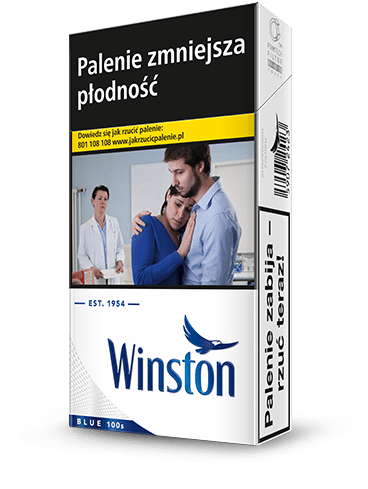 Palenie zmniejsza
płodność
Dowiedz się jak rzucić palenie:
801 108 108 www.jakrzucicpalenie.pl
EST. 1954
Winston
BLUE 100s
Palenie zabija –
rzuć teraz!